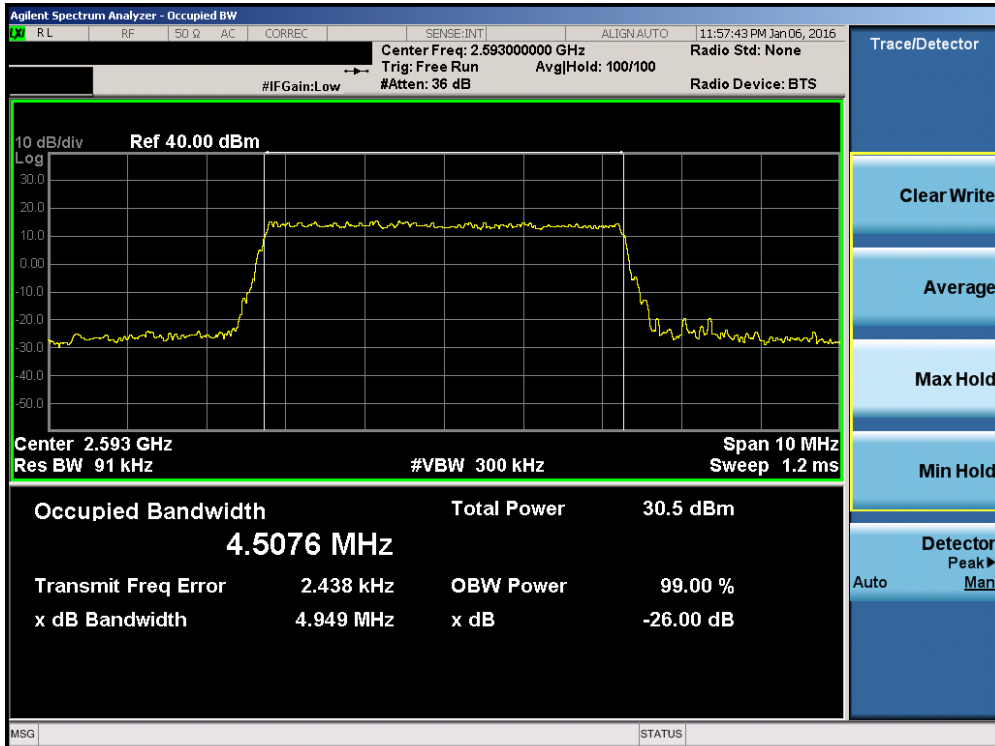 Agilent Spectrum Analyzer - Occupied BW
LXI RL RF 50 Ω AC CORREC SENSE:INT ALIGN AUTO 11:57:43 PM Jan 06, 2016
Center Freq: 2.593000000 GHz Radio Std: None
Trig: Free Run Avg|Hold: 100/100
#IFGain:Low #Atten: 36 dB Radio Device: BTS
10 dB/div Ref 40.00 dBm
Log
30.0
20.0
10.0
0.00
-10.0
-20.0
-30.0
-40.0
-50.0
Center 2.593 GHz Span 10 MHz
Res BW 91 kHz #VBW 300 kHz Sweep 1.2 ms
Occupied Bandwidth Total Power 30.5 dBm
4.5076 MHz
Transmit Freq Error 2.438 kHz OBW Power 99.00 %
x dB Bandwidth 4.949 MHz x dB -26.00 dB
MSG STATUS
Trace/Detector
Clear Write
Average
Max Hold
Min Hold
Detector
Peak▶
Auto Man